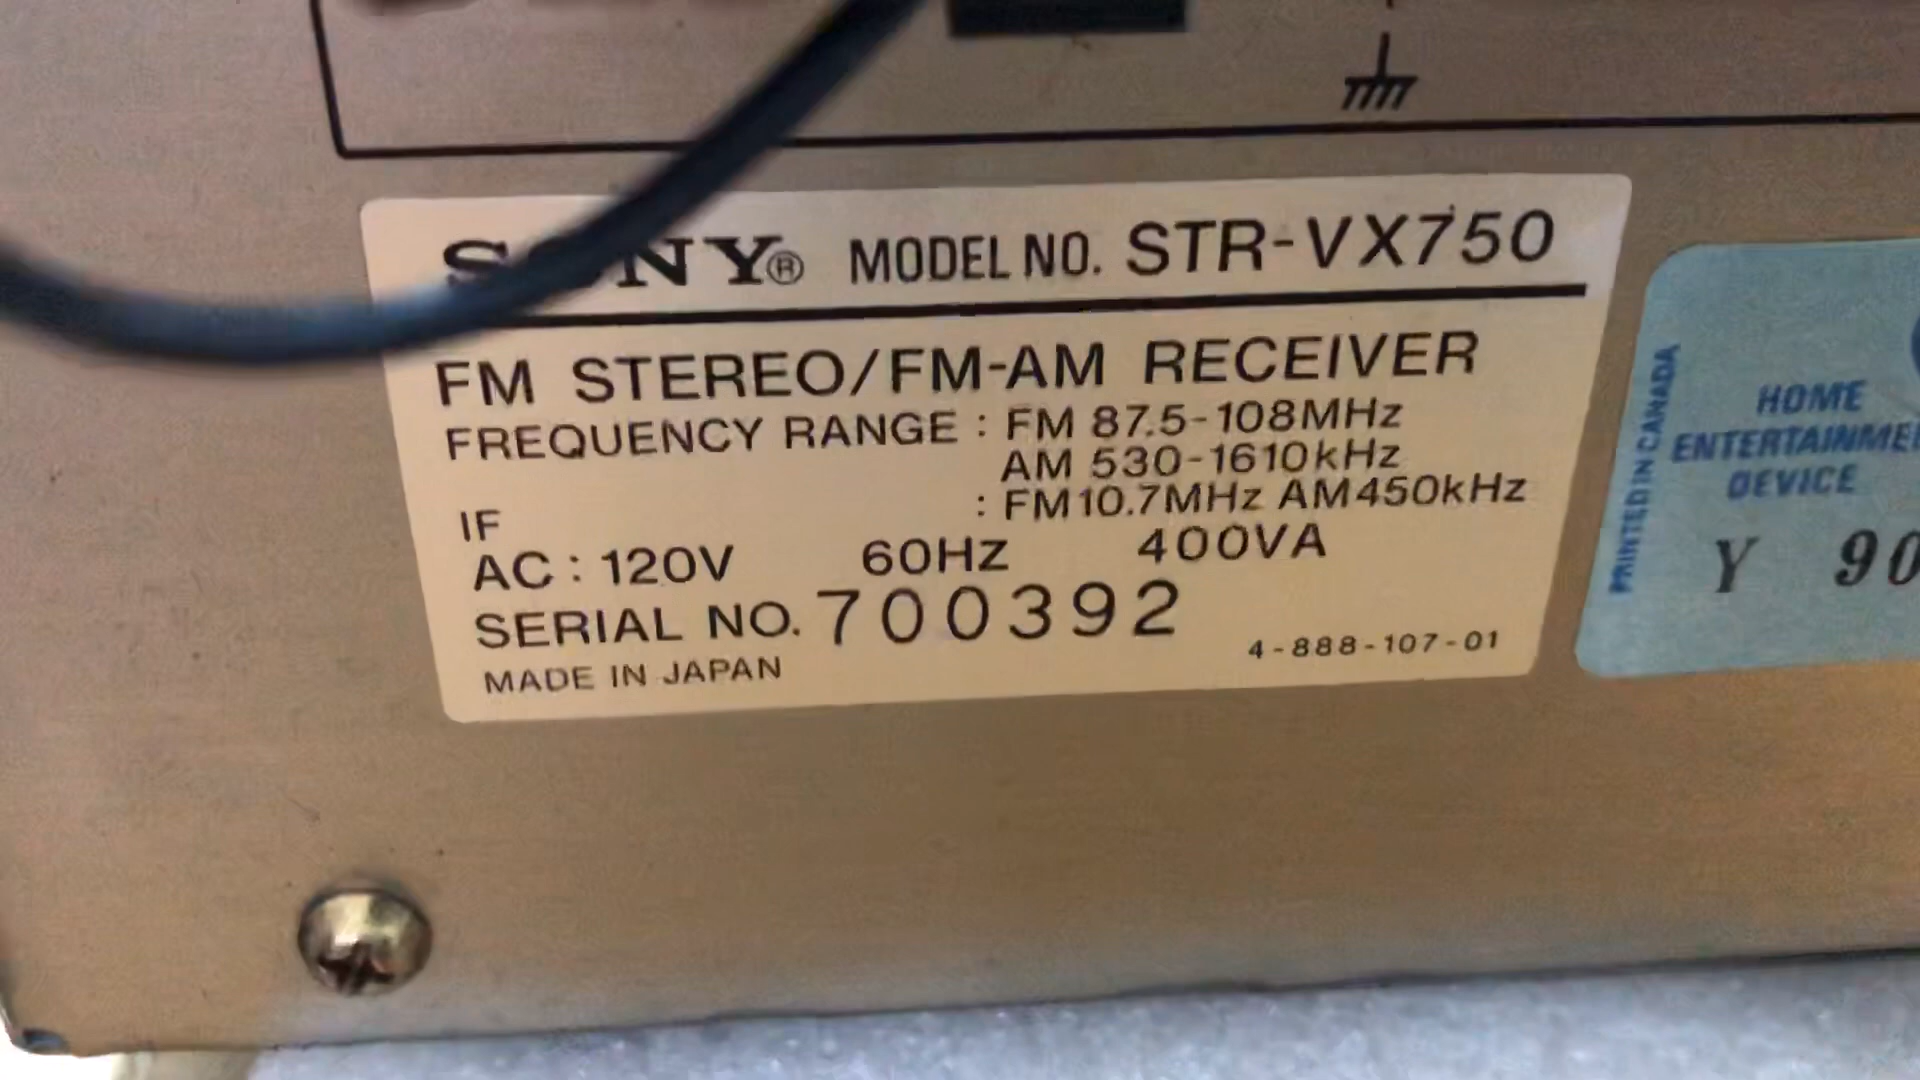 SONY® MODEL NO. STR-VX750
FM STEREO/FM-AM RECEIVER
FREQUENCY RANGE : FM 87.5-108MHz
AM 530-1610kHz
IF : FM10.7MHz AM450kHz
AC : 120V 60HZ 400VA
SERIAL NO. 700392
MADE IN JAPAN 4-888-107-01
PRINTED IN CANADA
HOME
DEVICE
Y